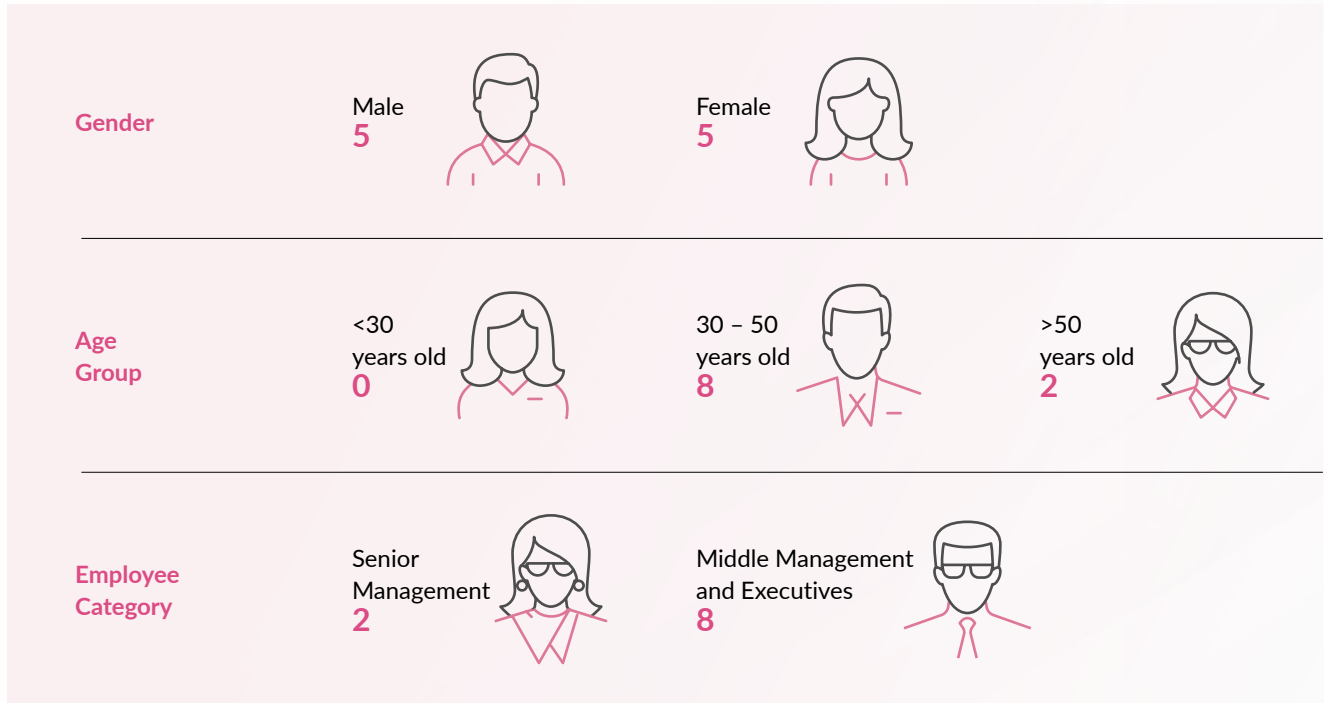 Gender
Male
5
Female
5
Age
Group
<30
years old
0
30 – 50
years old
8
>50
years old
2
Employee
Category
Senior
Management
2
Middle Management
and Executives
8